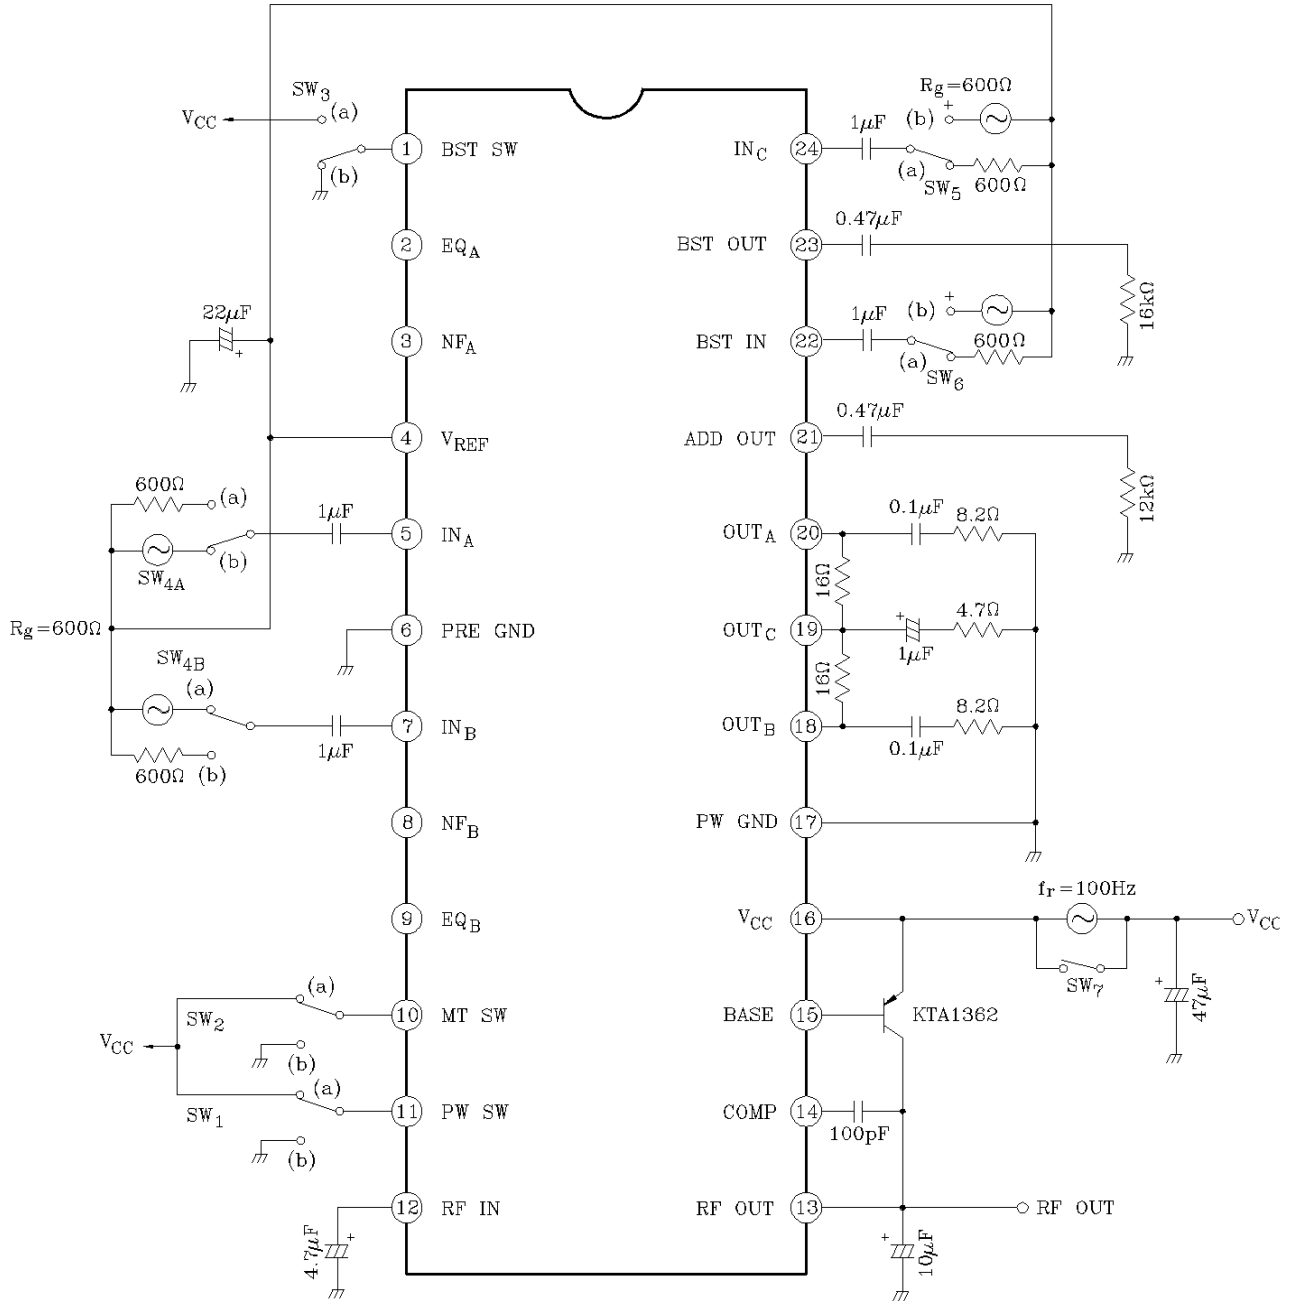 Rg=600Ω
SW3
(a)
VCC
1μF
(b)
1
BST SW
INC
24
(b)
(a)
SW5
600Ω
0.47μF
2
EQA
BST OUT
23
22μF
+
16kΩ
1μF
(b)
+
3
NFA
BST IN
22
600Ω
(a)
SW6
0.47μF
4
VREF
ADD OUT
21
600Ω
(a)
12kΩ
1μF
0.1μF
8.2Ω
5
INA
OUTA
20
(b)
SW4A
16Ω
4.7Ω
Rg=600Ω
6
PRE GND
OUTC
19
+
1μF
SW4B
(a)
16Ω
8.2Ω
7
INB
OUTB
18
1μF
0.1μF
600Ω
(b)
8
NFB
PW GND
17
fr=100Hz
9
EQB
VCC
16
VCC
SW7
+
47μF
(a)
SW2
10
MT SW
BASE
15
KTA1362
VCC
(b)
(a)
SW1
11
PW SW
COMP
14
100pF
(b)
12
RF IN
RF OUT
13
RF OUT
4.7μF
+
+
10μF
+